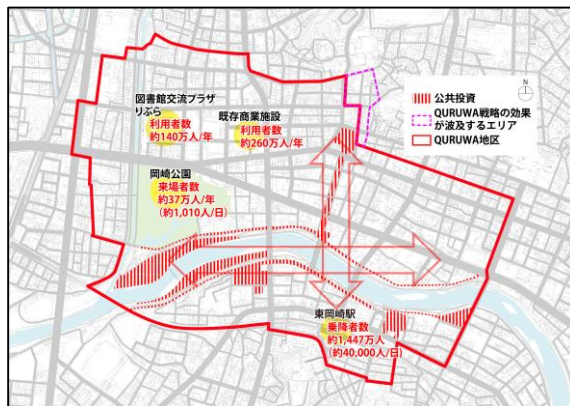 図書館交流プラザ
りぶら
利用者数
約140万人/年
既存商業施設
利用者数
約260万人/年
岡崎公園
来場者数
約37万人/年
(約1,010人/日)
東岡崎駅
乗降者数
約1,447万人
(約40,000人/日)
N
公共投資
QURUWA戦略の効果
が波及するエリア
QURUWA地区